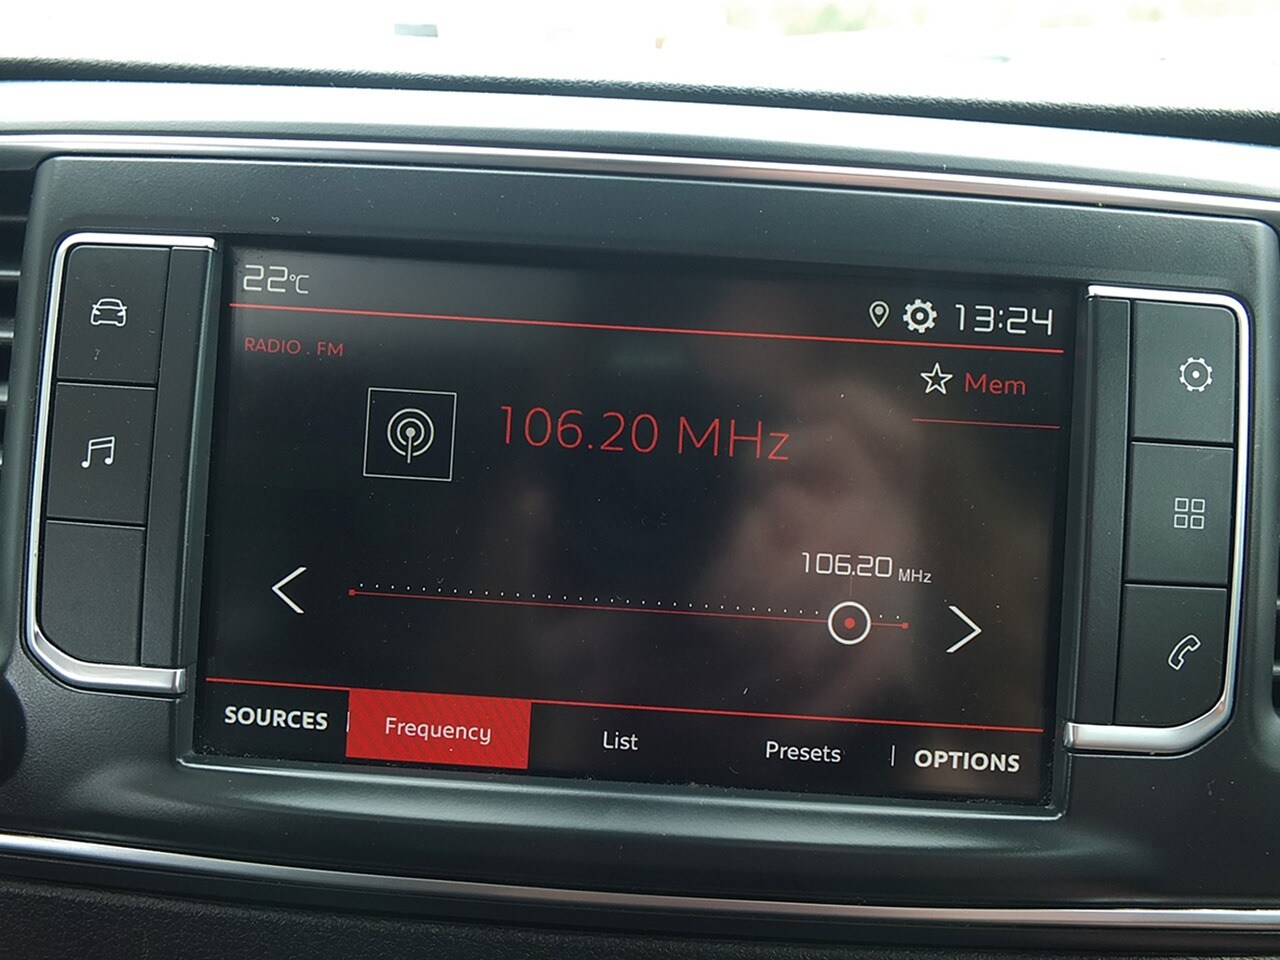 22°C
13:24
RADIO . FM
Mem
106.20 MHz
106.20 MHz
SOURCES Frequency List Presets OPTIONS